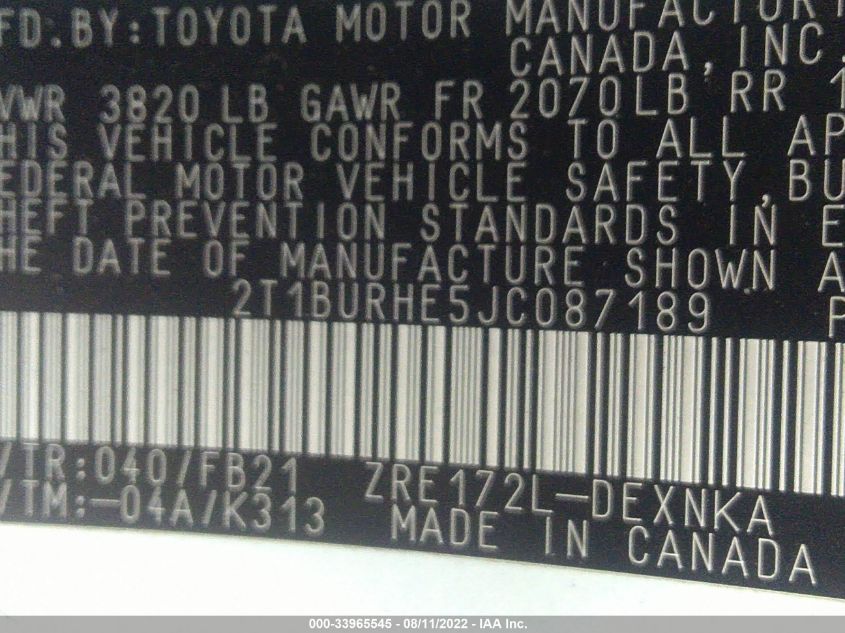 FD.BY:TOYOTA MOTOR MANUFACTUR
CANADA,INC.
VWR 3820 LB GAWR FR 2070LB RR 1
HIS VEHICLE CONFORMS TO ALL AP
EDERAL MOTOR VEHICLE SAFETY,BU
HEFT PREVENTION STANDARDS IN E
HE DATE OF MANUFACTURE SHOWN A
2T1BURHE5JC087189 P
/TR:040/FB21 ZRE172L-DEXNKA
/TM:-04A/K313 MADE IN CANADA
000-33965545 - 08/11/2022 - IAA Inc.